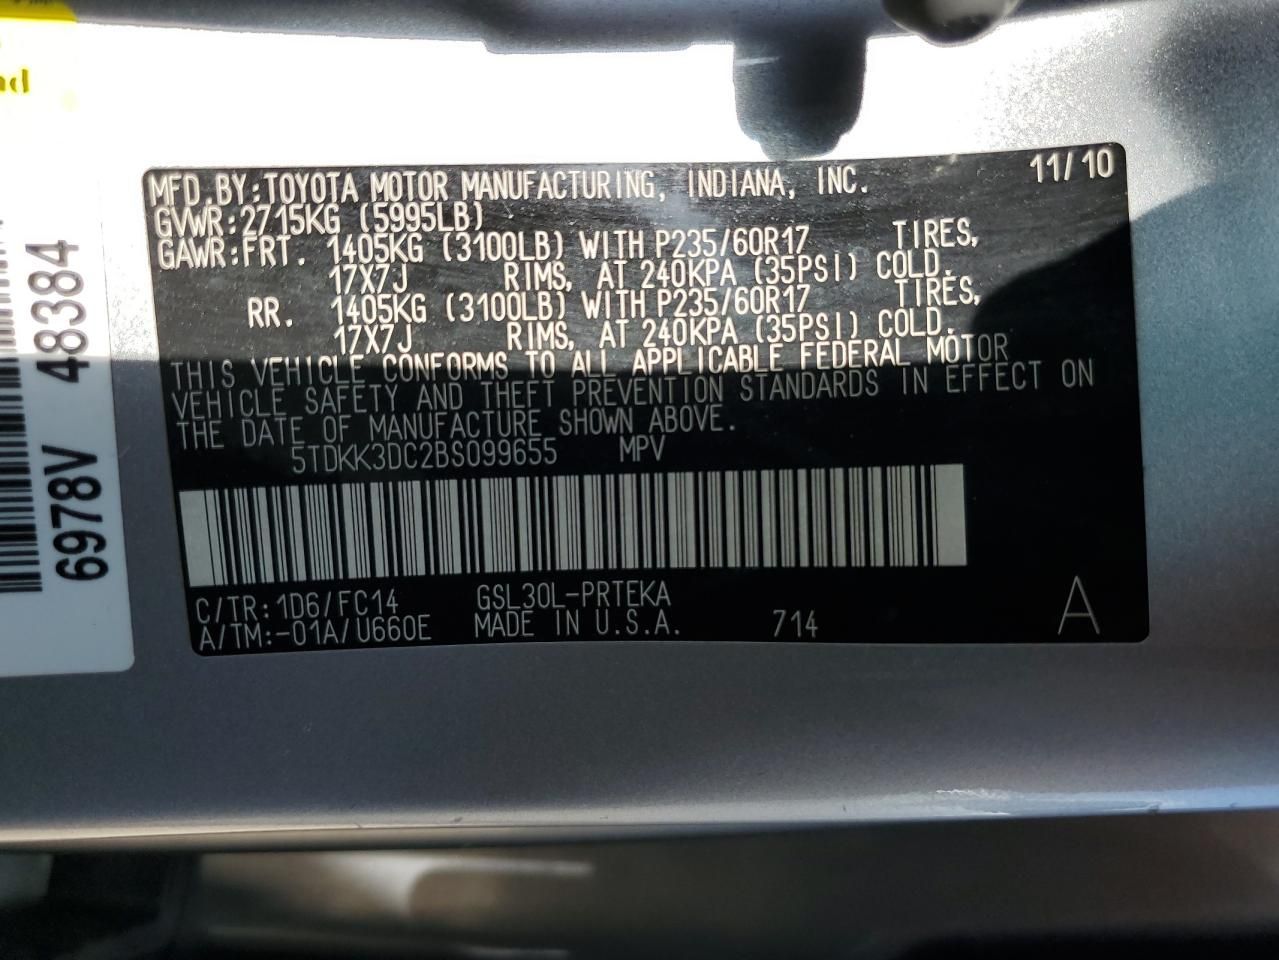 MFD. BY: TOYOTA MOTOR MANUFACTURING, INDIANA, INC. 11/10
GVWR: 2715KG (5995LB)
GAWR: FRT. 1405KG (3100LB) WITH P235/60R17 TIRES,
17X7J RIMS, AT 240KPA (35PSI) COLD.
RR. 1405KG (3100LB) WITH P235/60R17 TIRES,
17X7J RIMS, AT 240KPA (35PSI) COLD.
THIS VEHICLE CONFORMS TO ALL APPLICABLE FEDERAL MOTOR
VEHICLE SAFETY AND THEFT PREVENTION STANDARDS IN EFFECT ON
THE DATE OF MANUFACTURE SHOWN ABOVE.
5TDKK3DC2BS099655 MPV
C/TR: 1D6/FC14 GSL30L-PRTEKA
A/TM: -01A/U660E MADE IN U.S.A. 714 A
6978V 48384